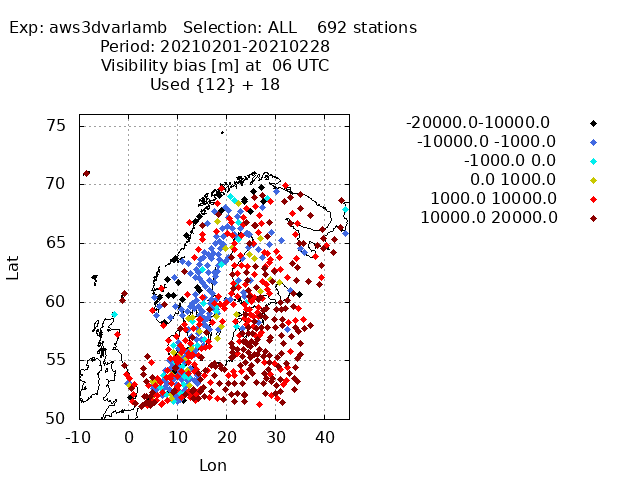 Exp: aws3dvarlamb   Selection: ALL    692 stations
Period: 20210201-20210228
Visibility bias [m] at  06 UTC
Used {12} + 18
-20000.0-10000.0
-10000.0 -1000.0
-1000.0 0.0
0.0 1000.0
1000.0 10000.0
10000.0 20000.0
75
70
65
60
55
50
Lat
-10 0 10 20 30 40
Lon